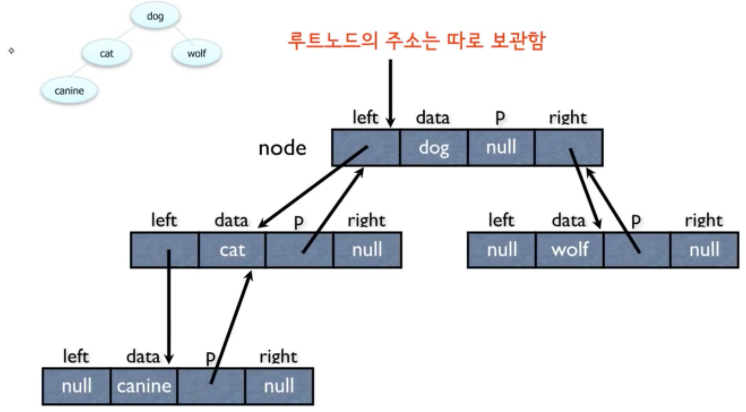 dog
cat
wolf
canine
루트노드의 주소는 따로 보관함
left data p right
node dog null
left data p right
cat null
left data p right
null wolf null
left data p right
null canine null